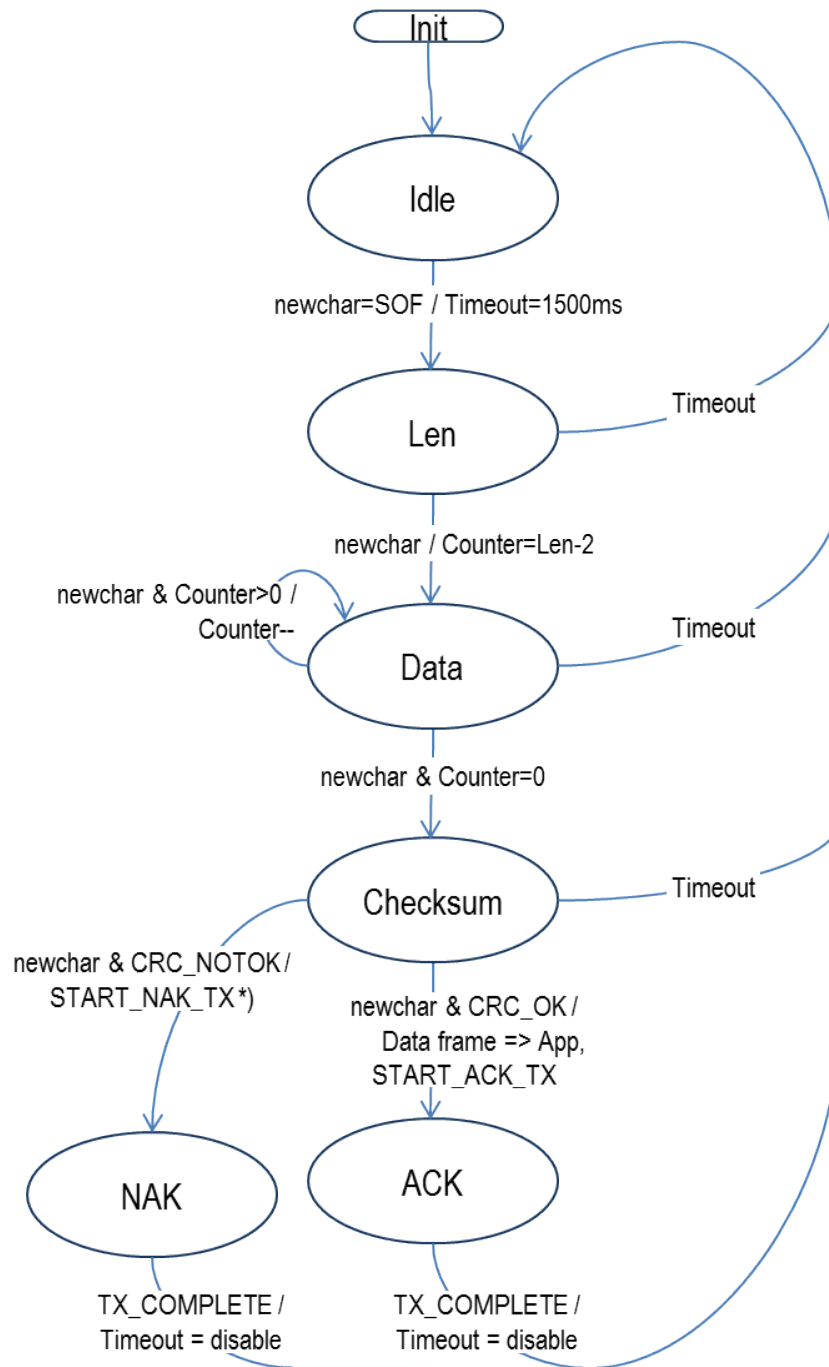 Init
Idle
newchar=SOF / Timeout=1500ms
Timeout
Len
newchar / Counter=Len-2
newchar & Counter>0 /
Counter--
Timeout
Data
newchar & Counter=0
Checksum
Timeout
newchar & CRC_NOTOK /
START_NAK_TX *)
newchar & CRC_OK /
Data frame => App,
START_ACK_TX
NAK
ACK
TX_COMPLETE /
Timeout = disable
TX_COMPLETE /
Timeout = disable